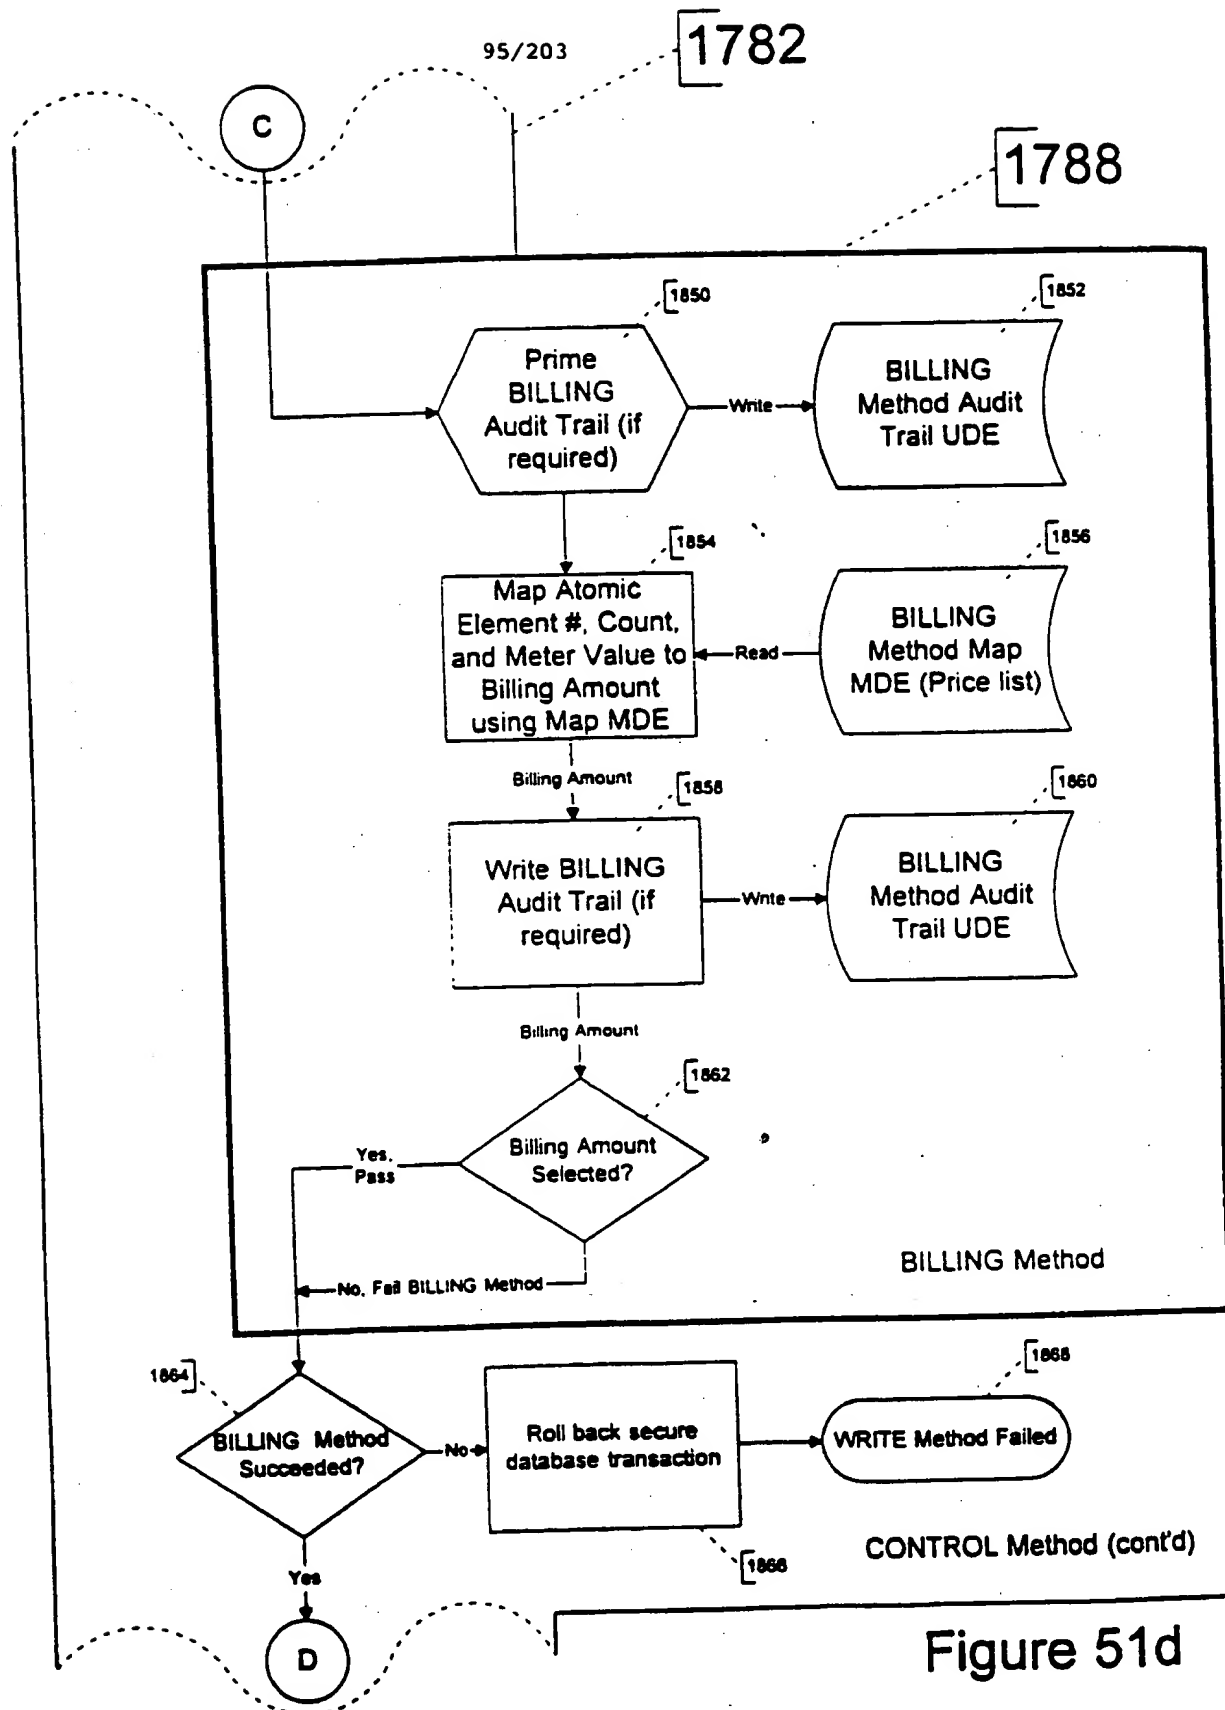 95/203
1782
C
1788
1850
1852
Prime
BILLING
Audit Trail (if
required)
Write
BILLING
Method Audit
Trail UDE
1854
1856
Map Atomic
Element #, Count,
and Meter Value to
Billing Amount
using Map MDE
Read
BILLING
Method Map
MDE (Price list)
Billing Amount
1858
1860
Write BILLING
Audit Trail (if
required)
Write
BILLING
Method Audit
Trail UDE
Billing Amount
1862
Billing Amount
Selected?
Yes,
Pass
No, Fail BILLING Method
BILLING Method
1864
BILLING Method
Succeeded?
No
Roll back secure
database transaction
1868
WRITE Method Failed
1866
CONTROL Method (cont'd)
Yes
D
Figure 51d